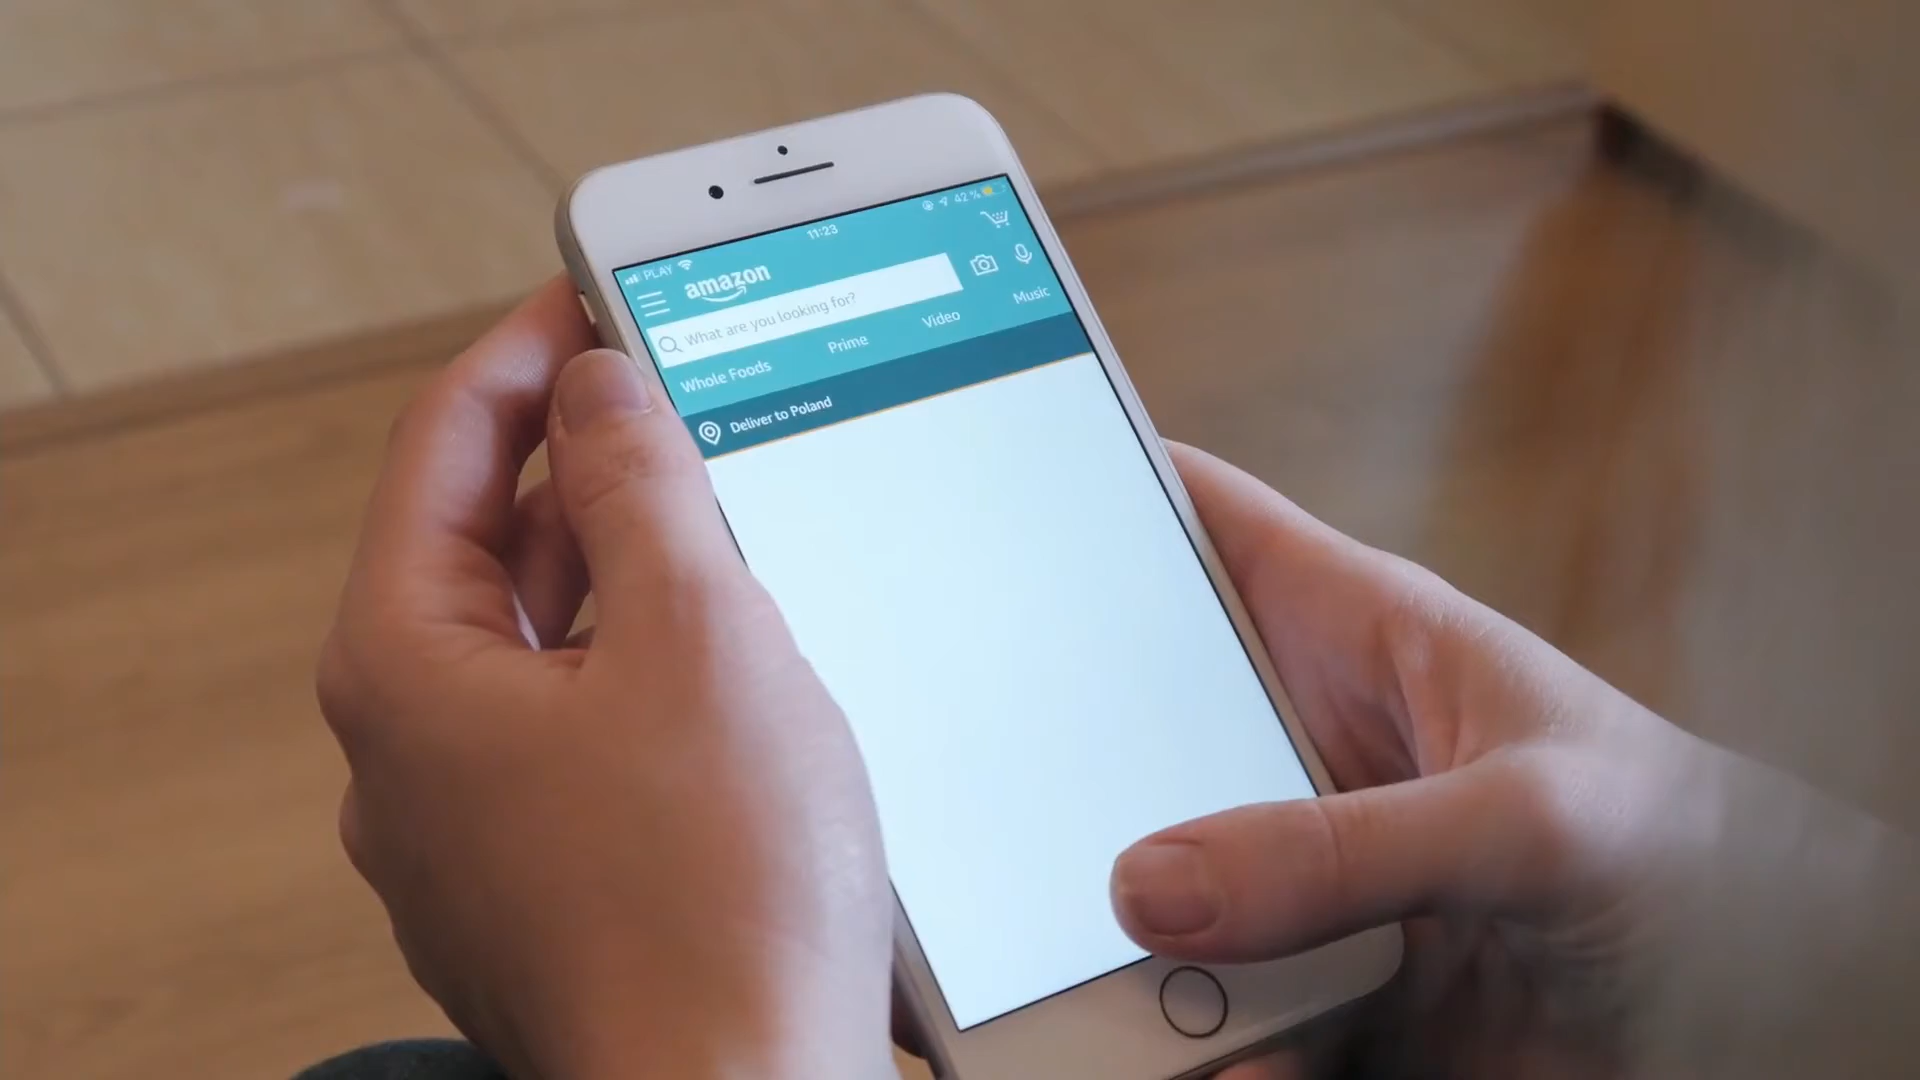 PLAY 11:23 42 %
amazon
What are you looking for?
Whole Foods Prime Video Music
Deliver to Poland